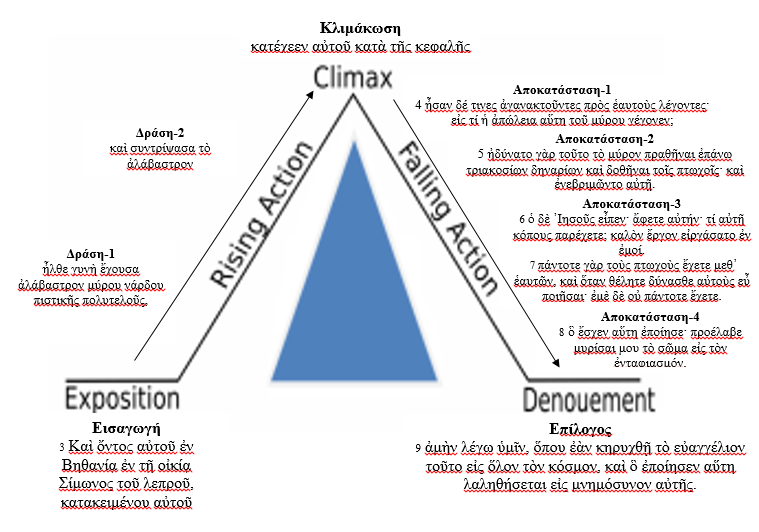 Κλιμάκωση
κατέχεεν αὐτοῦ κατὰ τῆς κεφαλῆς
Climax
Αποκατάσταση-1
4 ἦσαν δέ τινες ἀγανακτοῦντες πρὸς ἑαυτοὺς λέγοντες·
εἰς τί ἡ ἀπώλεια αὕτη τοῦ μύρου γέγονεν;
Δράση-2
καὶ συντρίψασα τὸ
ἀλάβαστρον
Αποκατάσταση-2
5 ἠδύνατο γὰρ τοῦτο τὸ μύρον πραθῆναι ἐπάνω
τριακοσίων δηναρίων καὶ δοθῆναι τοῖς πτωχοῖς· καὶ
ἐνεβριμῶντο αὐτῇ.
Rising Action
Falling Action
Αποκατάσταση-3
6 ὁ δὲ ᾿Ιησοῦς εἶπεν· ἄφετε αὐτήν· τί αὐτῇ
κόπους παρέχετε; καλὸν ἔργον εἰργάσατο ἐν
ἐμοί.
7 πάντοτε γὰρ τοὺς πτωχοὺς ἔχετε μεθ᾿
ἑαυτῶν, καὶ ὅταν θέλητε δύνασθε αὐτοὺς εὖ
ποιῆσαι· ἐμὲ δὲ οὐ πάντοτε ἔχετε.
Δράση-1
ἦλθε γυνὴ ἔχουσα
ἀλάβαστρον μύρου νάρδου
πιστικῆς πολυτελοῦς,
Αποκατάσταση-4
8 ὃ ἔσχεν αὕτη ἐποίησε· προέλαβε
μυρίσαι μου τὸ σῶμα εἰς τὸν
ἐνταφιασμόν.
Exposition
Denouement
Εισαγωγή
3 Καὶ ὄντος αὐτοῦ ἐν
Βηθανίᾳ ἐν τῇ οἰκίᾳ
Σίμωνος τοῦ λεπροῦ,
κατακειμένου αὐτοῦ
Επίλογος
9 ἀμὴν λέγω ὑμῖν, ὅπου ἐὰν κηρυχθῇ τὸ εὐαγγέλιον
τοῦτο εἰς ὅλον τὸν κόσμον, καὶ ὃ ἐποίησεν αὕτη
λαληθήσεται εἰς μνημόσυνον αὐτῆς.